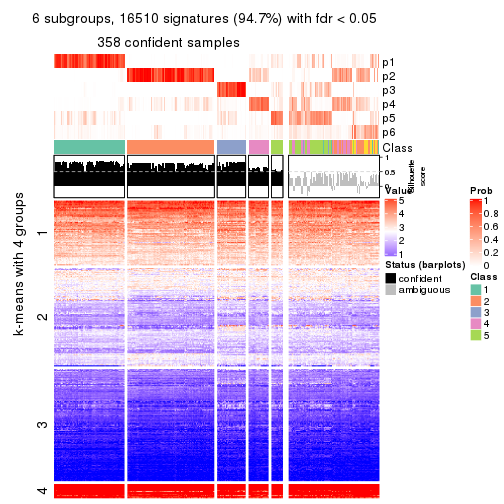 6 subgroups, 16510 signatures (94.7%) with fdr < 0.05
358 confident samples
p1
p2
p3
p4
p5
p6
Class
1
0.5
0
Silhouette
score
k-means with 4 groups
1
2
3
4
Value
5
4
3
2
1
Status (barplots)
confident
ambiguous
Prob
1
0.8
0.6
0.4
0.2
0
Class
1
2
3
4
5